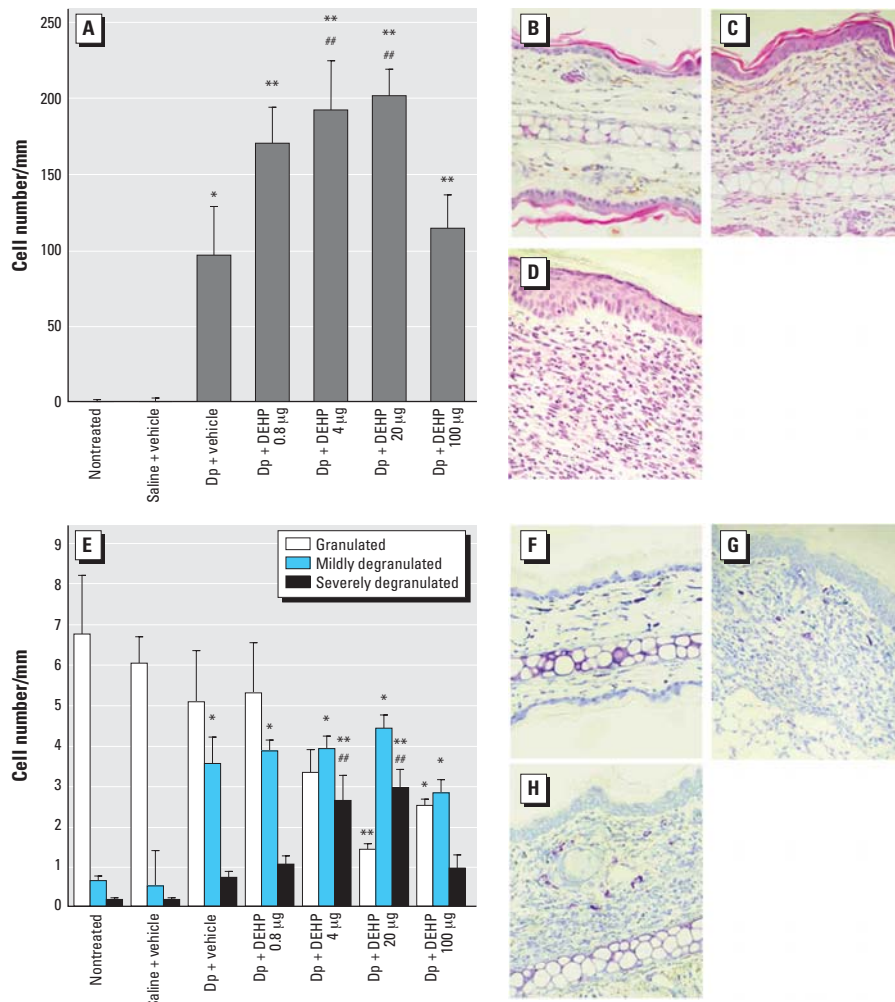 A
250
200
150
100
50
0
Cell number/mm
*
**
**
##
**
##
**
Nontreated
Saline + vehicle
Dp + vehicle
Dp + DEHP
0.8 µg
Dp + DEHP
4 µg
Dp + DEHP
20 µg
Dp + DEHP
100 µg
B
C
D
E
9
8
7
6
5
4
3
2
1
0
Cell number/mm
Granulated
Mildly degranulated
Severely degranulated
*
*
*
**
##
**
*
**
##
*
*
Nontreated
Saline + vehicle
Dp + vehicle
Dp + DEHP
0.8 µg
Dp + DEHP
4 µg
Dp + DEHP
20 µg
Dp + DEHP
100 µg
F
G
H